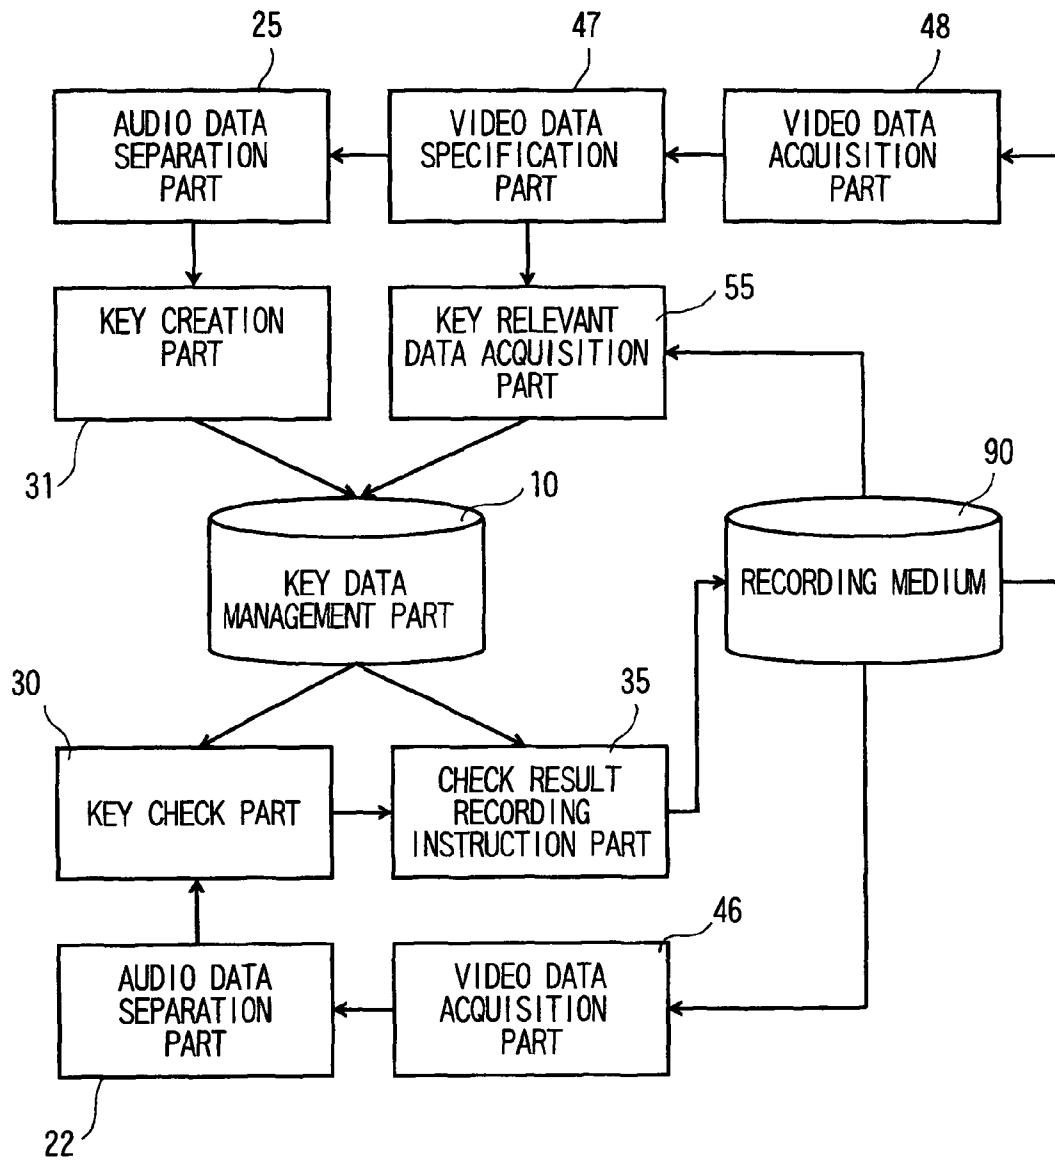 25
47
48
AUDIO DATA
SEPARATION
PART
VIDEO DATA
SPECIFICATION
PART
VIDEO DATA
ACQUISITION
PART
KEY CREATION
PART
KEY RELEVANT
DATA ACQUISITION
PART
55
31
10
90
KEY DATA
MANAGEMENT PART
RECORDING MEDIUM
30
35
KEY CHECK PART
CHECK RESULT
RECORDING
INSTRUCTION PART
46
AUDIO DATA
SEPARATION
PART
VIDEO DATA
ACQUISITION
PART
22